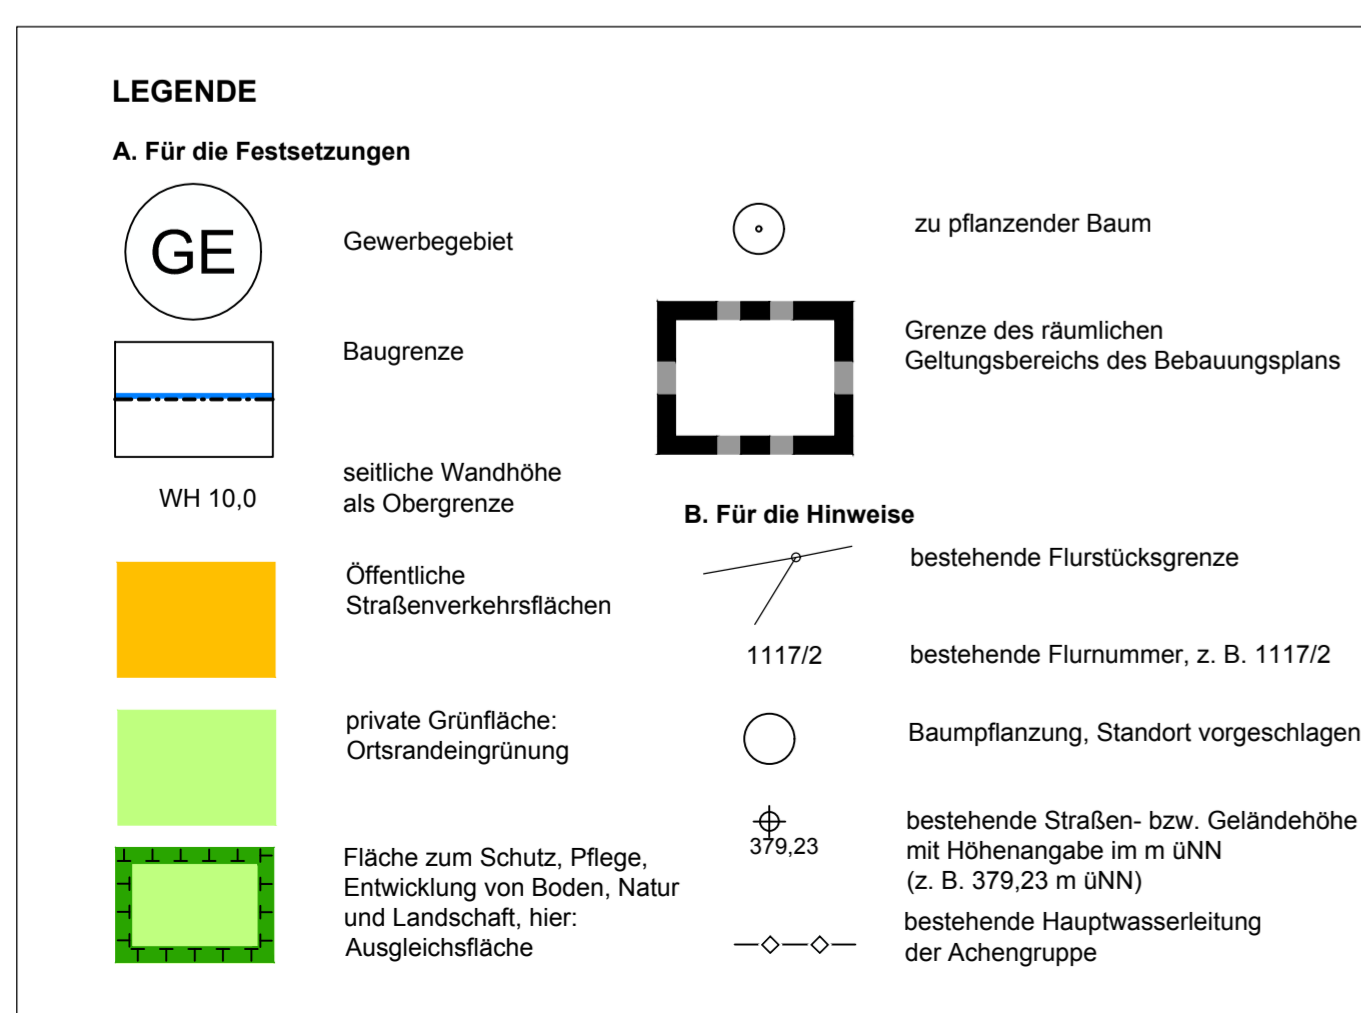 LEGENDE
A. Für die Festsetzungen
GE
Gewerbegebiet
Baugrenze
WH 10,0
seitliche Wandhöhe
als Obergrenze
Öffentliche
Straßenverkehrsflächen
private Grünfläche:
Ortsrandeingrünung
Fläche zum Schutz, Pflege,
Entwicklung von Boden, Natur
und Landschaft, hier:
Ausgleichsfläche
zu pflanzender Baum
Grenze des räumlichen
Geltungsbereichs des Bebauungsplans
B. Für die Hinweise
bestehende Flurstücksgrenze
1117/2
bestehende Flurnummer, z. B. 1117/2
Baumpflanzung, Standort vorgeschlagen
379,23
bestehende Straßen- bzw. Geländehöhe
mit Höhenangabe im m üNN
(z. B. 379,23 m üNN)
bestehende Hauptwasserleitung
der Achengruppe